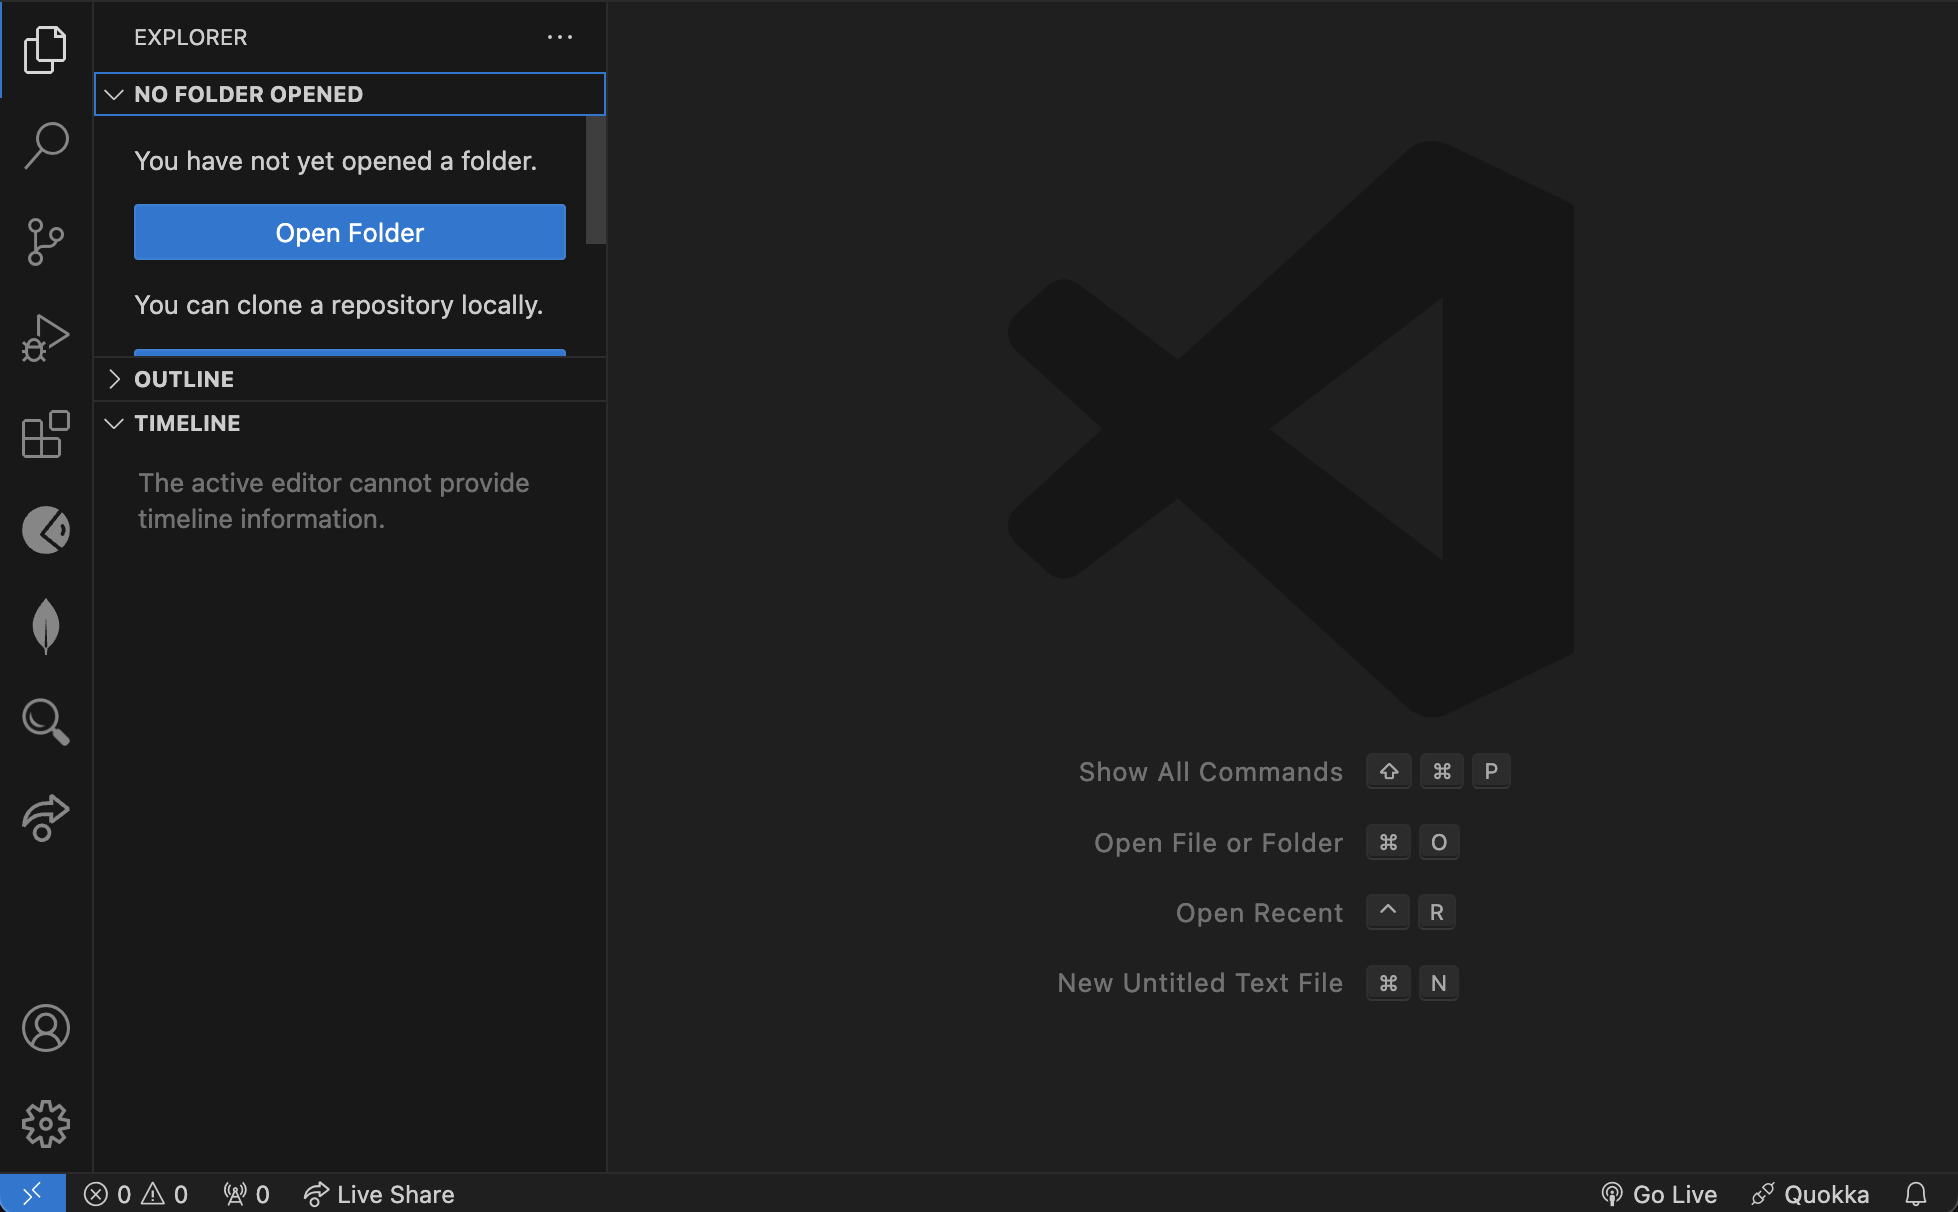 EXPLORER
NO FOLDER OPENED
You have not yet opened a folder.
Open Folder
You can clone a repository locally.
OUTLINE
TIMELINE
The active editor cannot provide
timeline information.
Show All Commands ⇧ ⌘ P
Open File or Folder ⌘ O
Open Recent ^ R
New Untitled Text File ⌘ N
0 0 0 Live Share Go Live Quokka